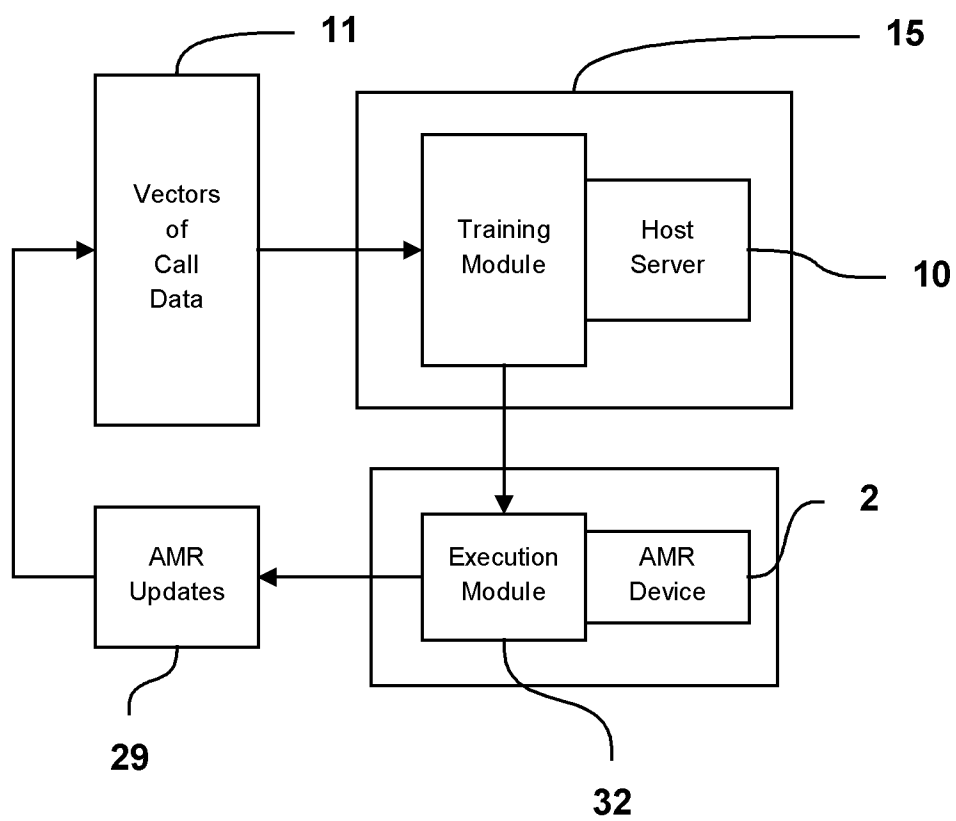 11
15
Vectors
of
Call
Data
Training
Module
Host
Server
10
AMR
Updates
Execution
Module
AMR
Device
2
29
32